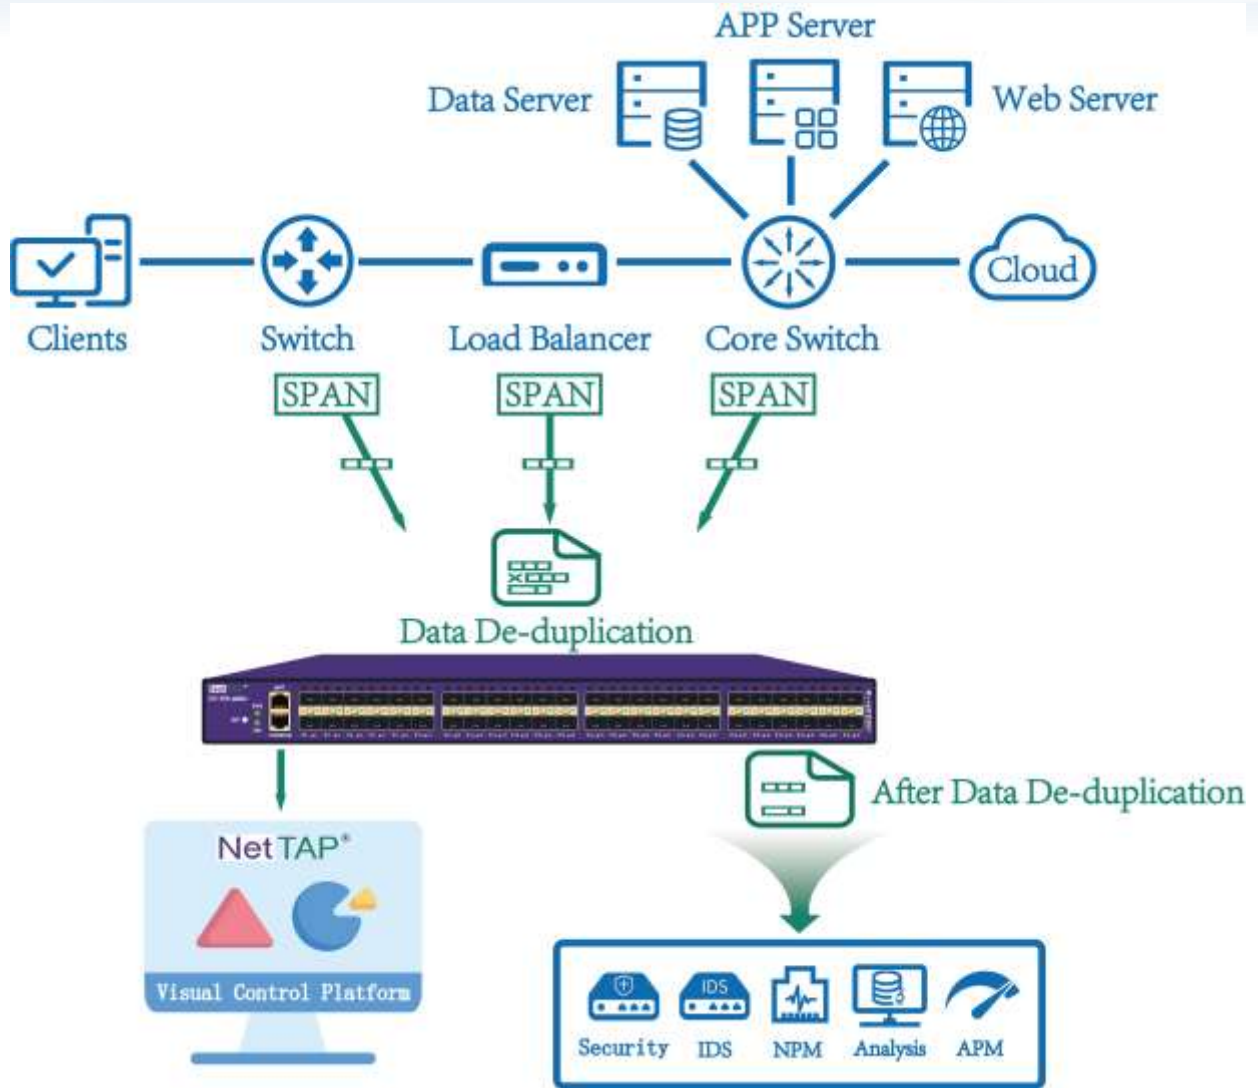 APP Server
Data Server
Web Server
Cloud
Clients
Switch
Load Balancer
Core Switch
SPAN
SPAN
SPAN
Data De-duplication
After Data De-duplication
NetTAP®
Visual Control Platform
IDS
Security
IDS
NPM
Analysis
APM